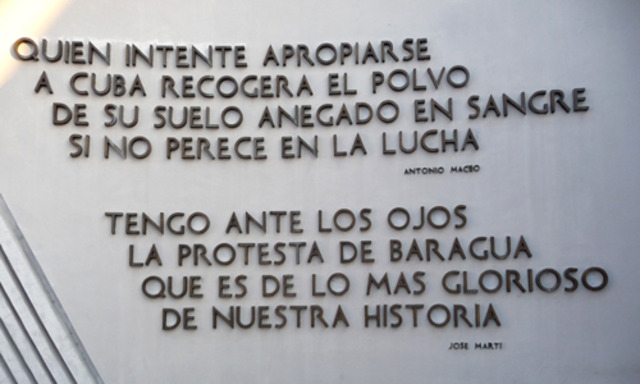 QUIEN INTENTE APROPIARSE
A CUBA RECOGERA EL POLVO
DE SU SUELO ANEGADO EN SANGRE
SI NO PERECE EN LA LUCHA
ANTONIO MACEO
TENGO ANTE LOS OJOS
LA PROTESTA DE BARAGUA
QUE ES DE LO MAS GLORIOSO
DE NUESTRA HISTORIA
JOSE MARTI